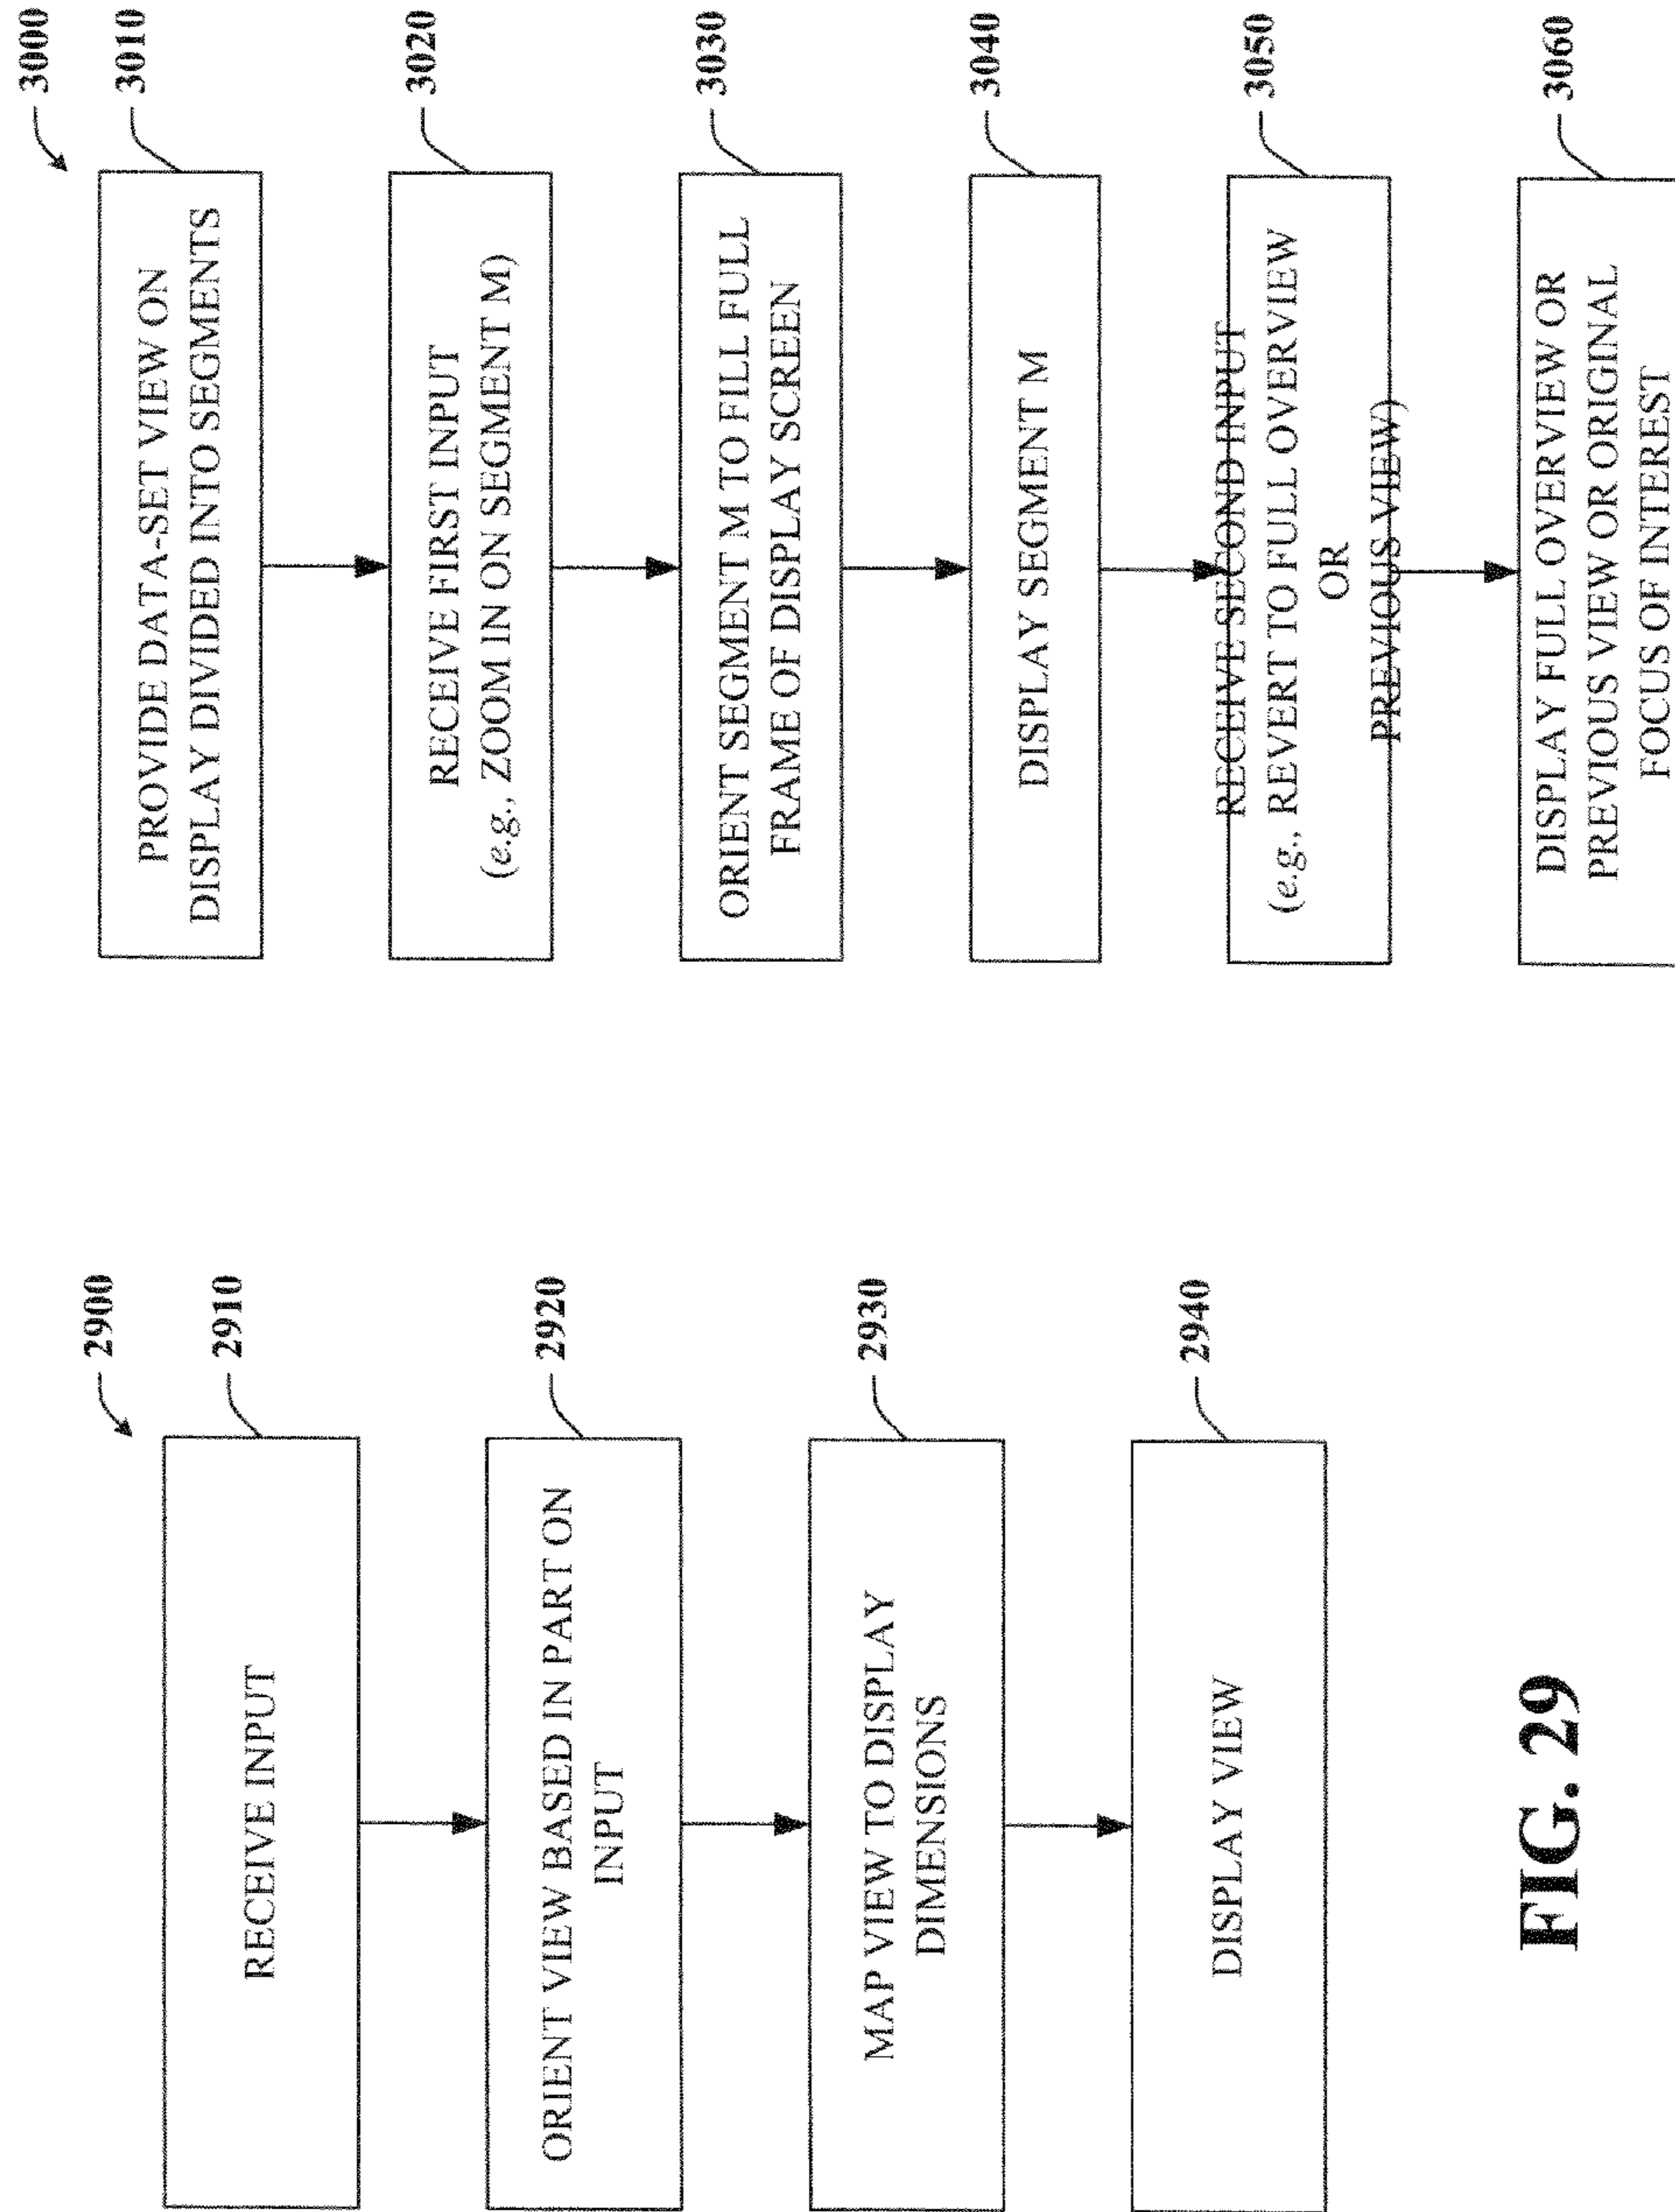 2900
2910
RECEIVE INPUT
2920
ORIENT VIEW BASED IN PART ON
INPUT
2930
MAP VIEW TO DISPLAY
DIMENSIONS
2940
DISPLAY VIEW
FIG. 29
3000
3010
PROVIDE DATA-SET VIEW ON
DISPLAY DIVIDED INTO SEGMENTS
3020
RECEIVE FIRST INPUT
(e.g., ZOOM IN ON SEGMENT M)
3030
ORIENT SEGMENT M TO FILL FULL
FRAME OF DISPLAY SCREEN
3040
DISPLAY SEGMENT M
3050
RECEIVE SECOND INPUT
(e.g., REVERT TO FULL OVERVIEW
OR
PREVIOUS VIEW)
3060
DISPLAY FULL OVERVIEW OR
PREVIOUS VIEW OR ORIGINAL
FOCUS OF INTEREST